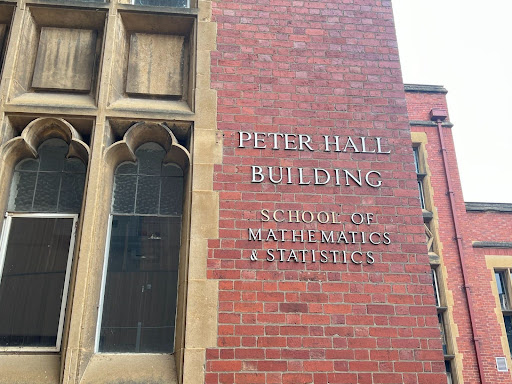 PETER HALL
BUILDING
SCHOOL OF
MATHEMATICS
& STATISTICS